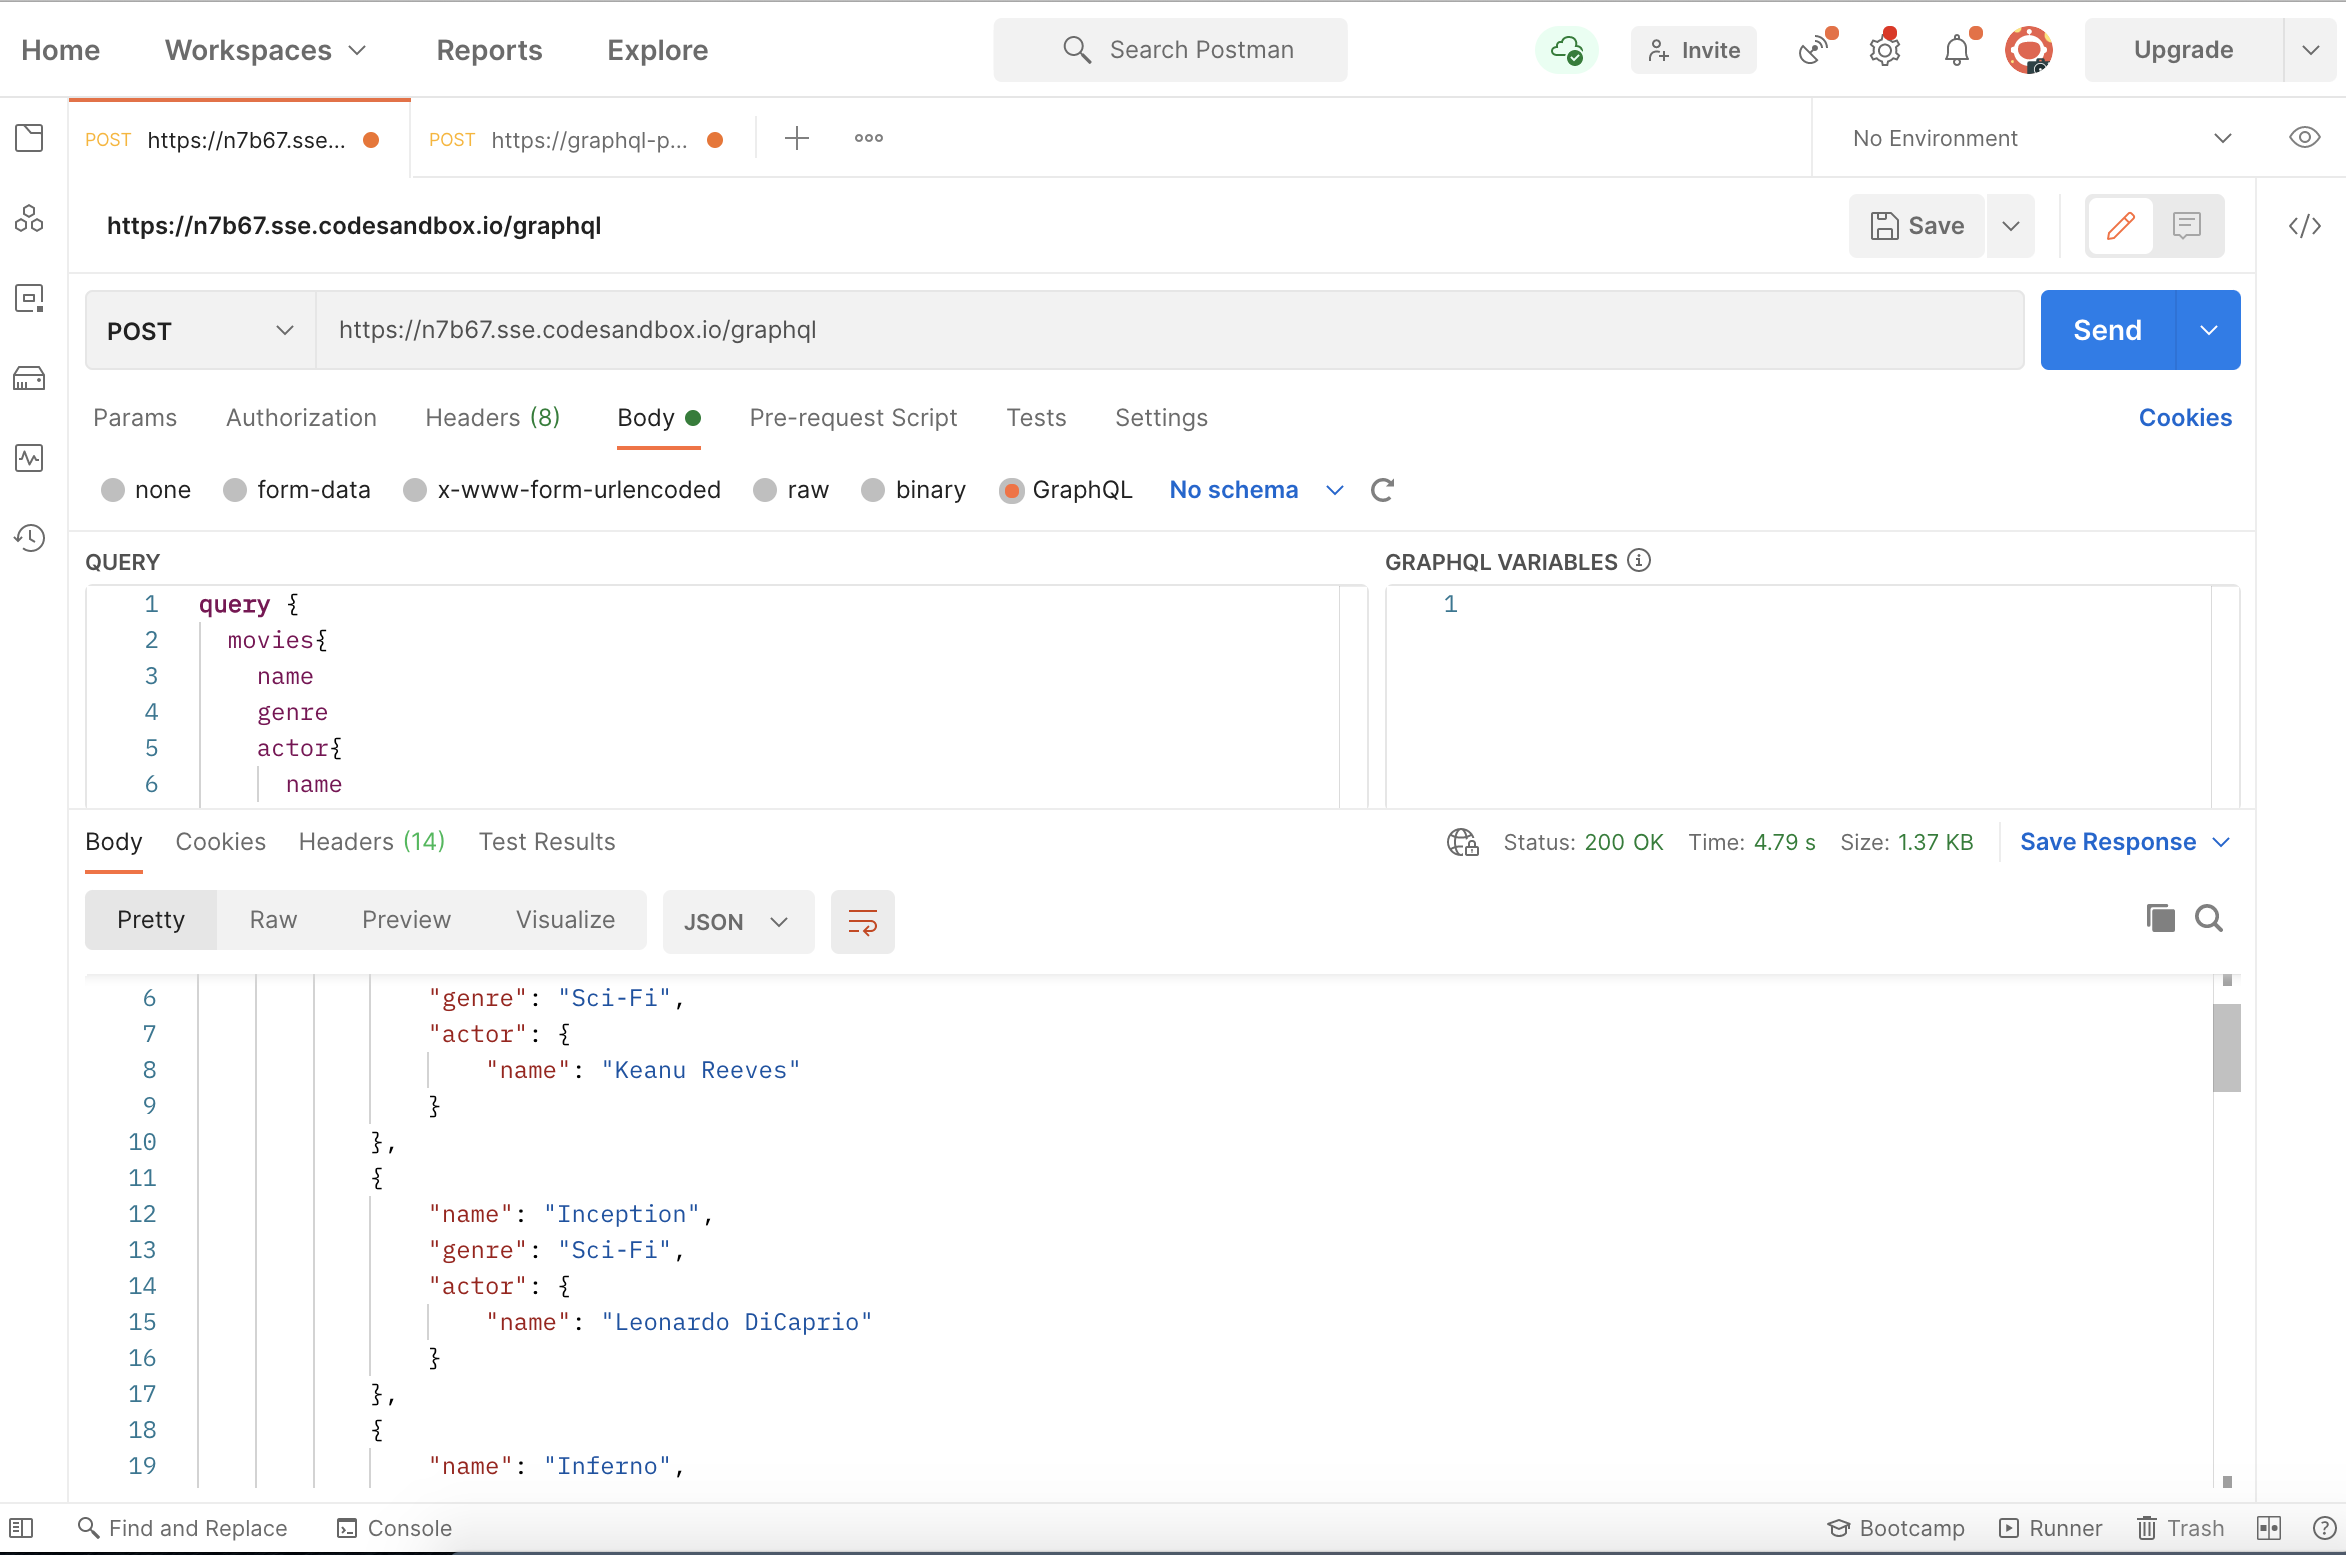 Home Workspaces Reports Explore Search Postman Invite Upgrade
POST https://n7b67.sse... POST https://graphql-p... No Environment
https://n7b67.sse.codesandbox.io/graphql Save
POST https://n7b67.sse.codesandbox.io/graphql Send
Params Authorization Headers (8) Body Pre-request Script Tests Settings Cookies
none form-data x-www-form-urlencoded raw binary GraphQL No schema
QUERY GRAPHQL VARIABLES
1 query { 1
2 movies{
3 name
4 genre
5 actor{
6 name
Body Cookies Headers (14) Test Results Status: 200 OK Time: 4.79 s Size: 1.37 KB Save Response
Pretty Raw Preview Visualize JSON
6 "genre": "Sci-Fi",
7 "actor": {
8 "name": "Keanu Reeves"
9 }
10 },
11 {
12 "name": "Inception",
13 "genre": "Sci-Fi",
14 "actor": {
15 "name": "Leonardo DiCaprio"
16 }
17 },
18 {
19 "name": "Inferno",
Find and Replace Console Bootcamp Runner Trash